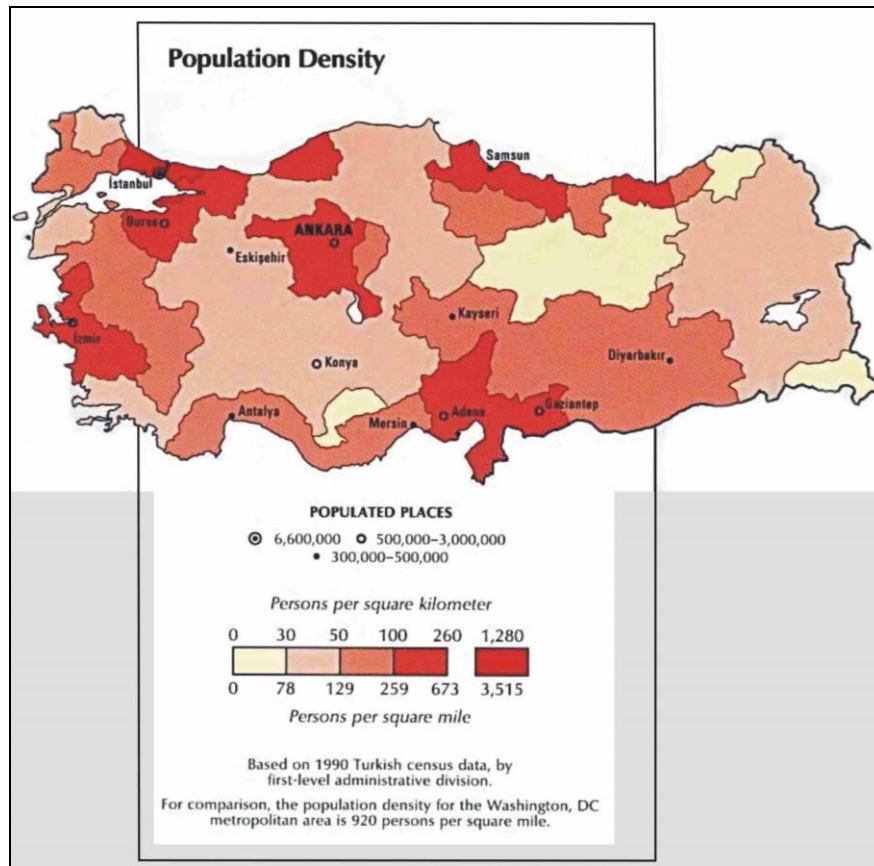 Population Density
Samsun
İstanbul
Bursa
ANKARA
Eskişehir
Kayseri
İzmir
Konya
Diyarbakır
Antalya
Mersin
Adana
Gaziantep
POPULATED PLACES
6,600,000 500,000–3,000,000
300,000–500,000
Persons per square kilometer
0 30 50 100 260 1,280
0 78 129 259 673 3,515
Persons per square mile
Based on 1990 Turkish census data, by
first-level administrative division.
For comparison, the population density for the Washington, DC
metropolitan area is 920 persons per square mile.